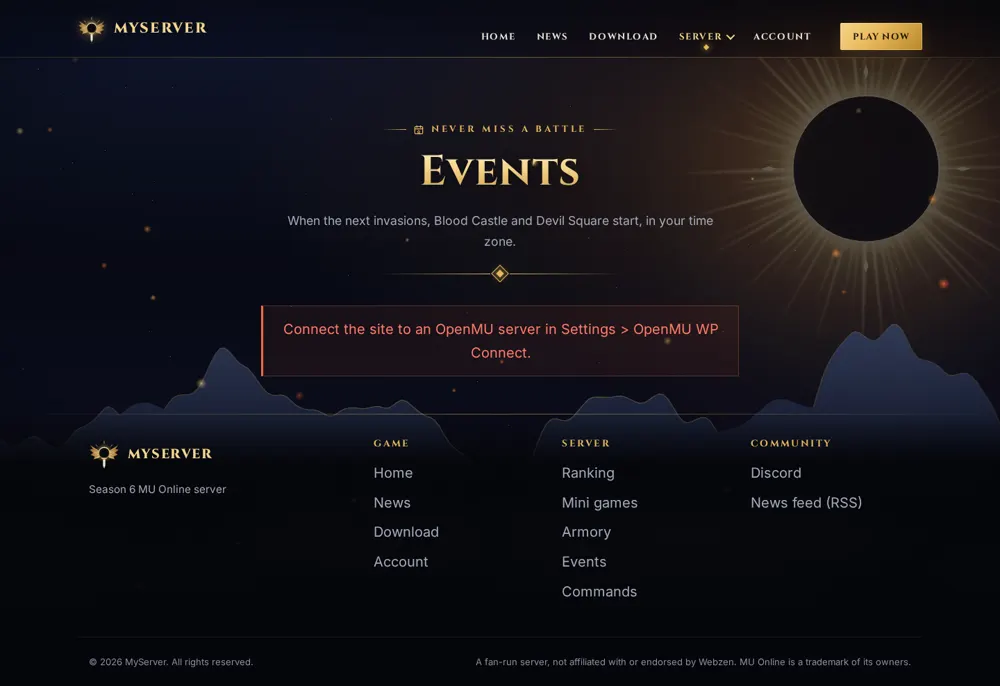 MYSERVER
HOME NEWS DOWNLOAD SERVER ACCOUNT PLAY NOW
NEVER MISS A BATTLE
EVENTS
When the next invasions, Blood Castle and Devil Square start, in your time
zone.
Connect the site to an OpenMU server in Settings > OpenMU WP
Connect.
MYSERVER
Season 6 MU Online server
GAME
Home
News
Download
Account
SERVER
Ranking
Mini games
Armory
Events
Commands
COMMUNITY
Discord
News feed (RSS)
© 2026 MyServer. All rights reserved.
A fan-run server, not affiliated with or endorsed by Webzen. MU Online is a trademark of its owners.